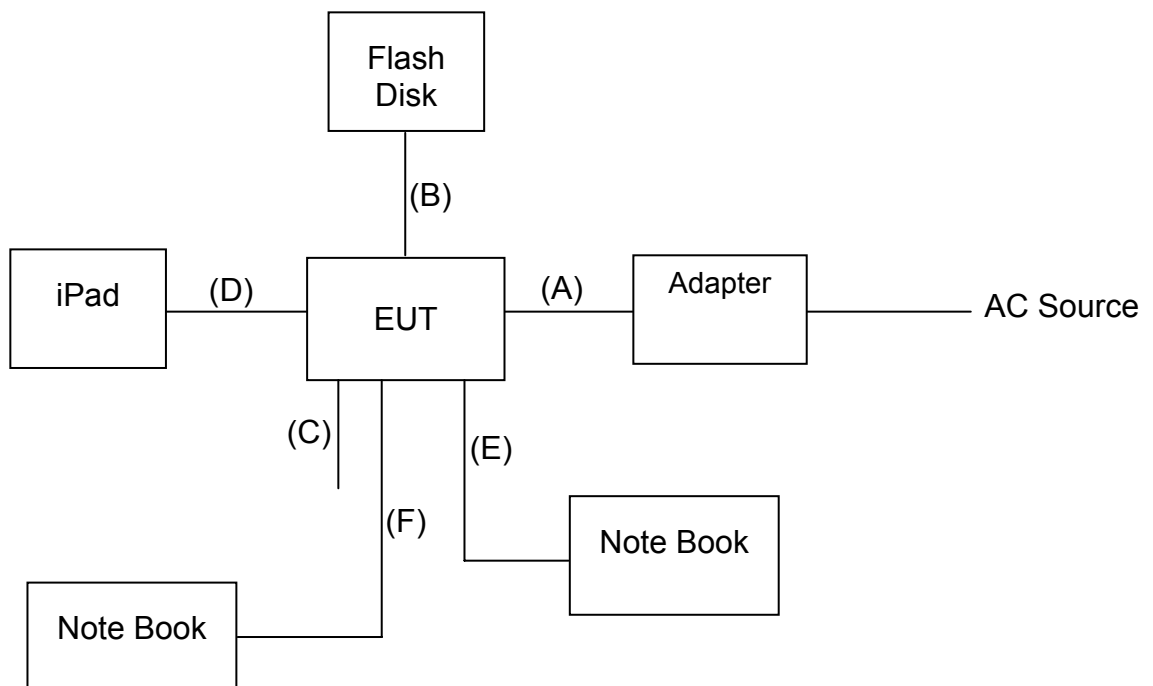 Flash
Disk
(B)
iPad
(D)
EUT
(A)
Adapter
AC Source
(C)
(E)
(F)
Note Book
Note Book